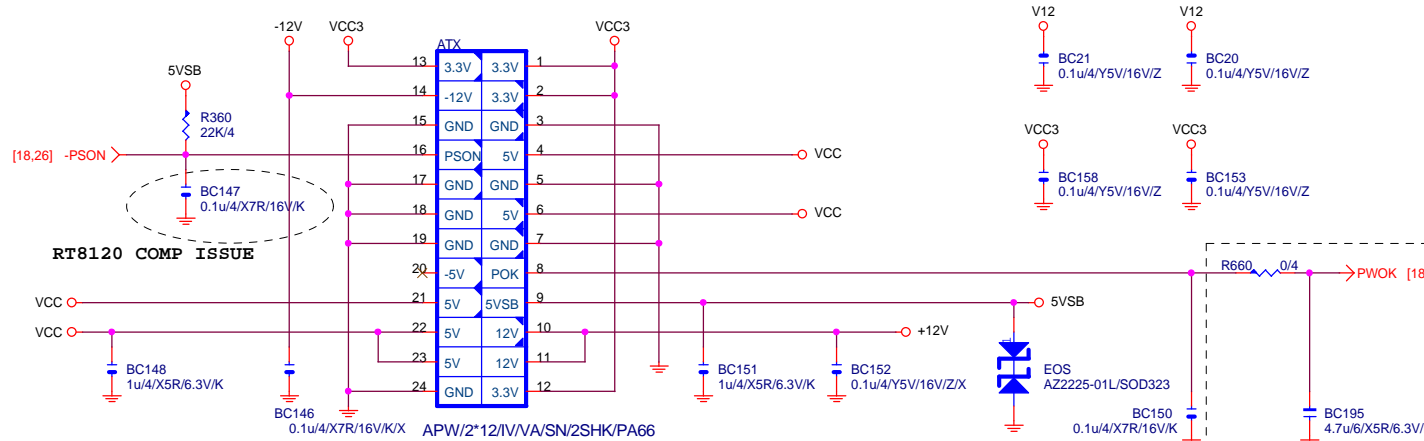 -12V
VCC3
VCC3
V12
V12
ATX
BC21
0.1u/4/Y5V/16V/Z
BC20
0.1u/4/Y5V/16V/Z
5VSB
R360
22K/4
13 3.3V 3.3V 1
14 -12V 3.3V 2
15 GND GND 3
[18,26] -PSON
16 PSON 5V 4
VCC
VCC3
VCC3
17 GND GND 5
BC147
0.1u/4/X7R/16V/K
BC158
0.1u/4/Y5V/16V/Z
BC153
0.1u/4/Y5V/16V/Z
18 GND 5V 6
VCC
19 GND GND 7
RT8120 COMP ISSUE
20 -5V POK 8
R660 0/4
PWOK [18
VCC
21 5V 5VSB 9
5VSB
VCC
22 5V 12V 10
+12V
23 5V 12V 11
1
BC148
1u/4/X5R/6.3V/K
BC151
1u/4/X5R/6.3V/K
BC152
0.1u/4/Y5V/16V/Z/X
EOS
AZ2225-01L/SOD323
24 GND 3.3V 12
BC146
0.1u/4/X7R/16V/K/X
APW/2*12/IV/VA/SN/2SHK/PA66
BC150
0.1u/4/X7R/16V/K
BC195
4.7u/6/X5R/6.3V/